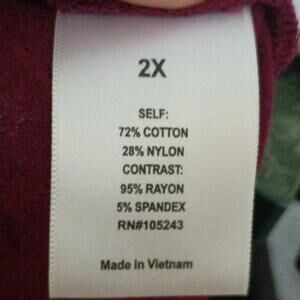 2X
SELF:
72% COTTON
28% NYLON
CONTRAST:
95% RAYON
5% SPANDEX
RN#105243
Made in Vietnam